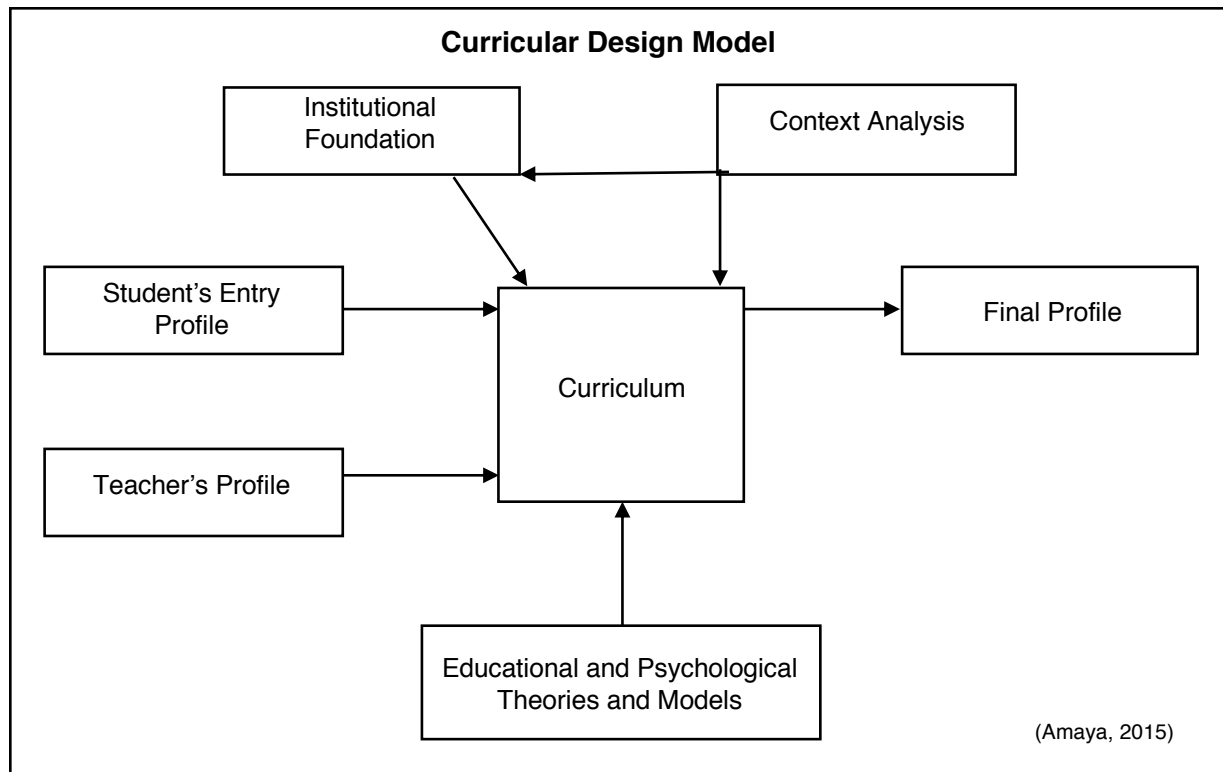 Curricular Design Model
Institutional
Foundation
Context Analysis
Student’s Entry
Profile
Final Profile
Curriculum
Teacher’s Profile
Educational and Psychological
Theories and Models
(Amaya, 2015)